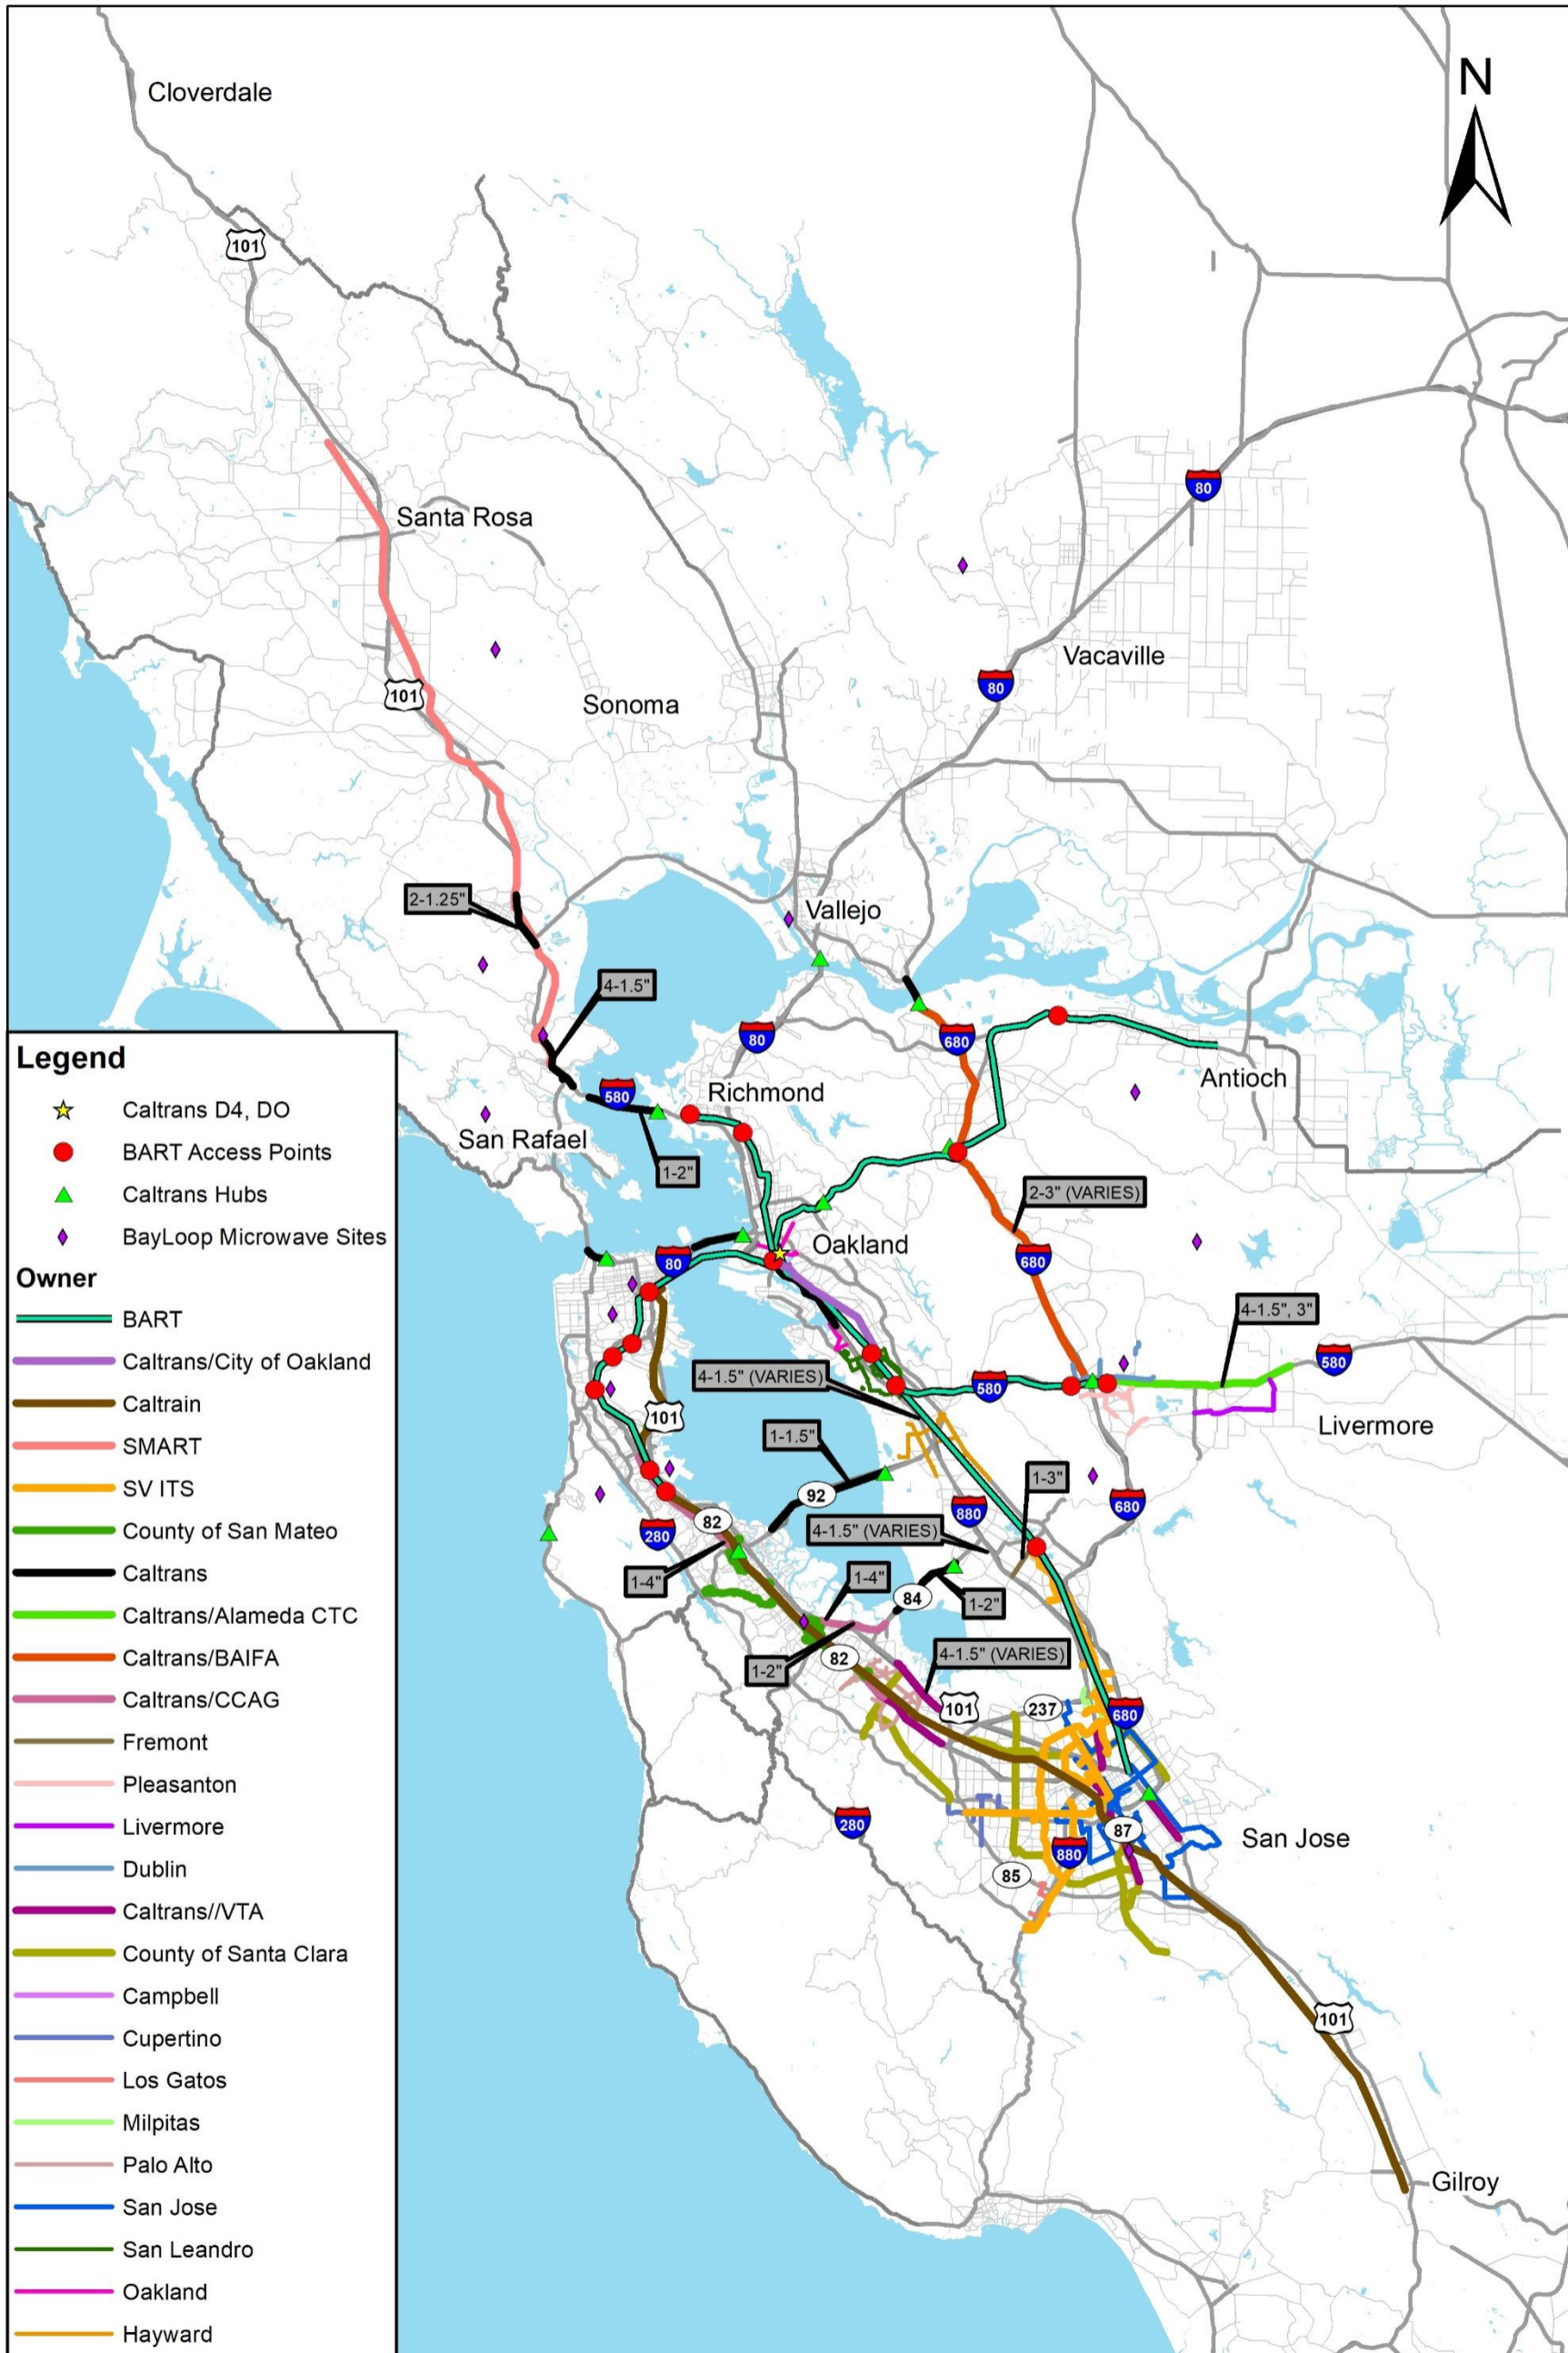 Cloverdale
N
101
80
Santa Rosa
Vacaville
80
101
Sonoma
2-1.25"
Vallejo
4-1.5"
80
680
Antioch
580
Richmond
San Rafael
1-2"
2-3" (VARIES)
Oakland
80
680
4-1.5", 3"
4-1.5" (VARIES)
580
580
101
Livermore
1-1.5"
1-3"
92
880
680
82
280
4-1.5" (VARIES)
1-4"
1-4"
84
1-2"
1-2"
82
4-1.5" (VARIES)
101
237
680
280
87
San Jose
880
85
101
Gilroy
Legend
Caltrans D4, DO
BART Access Points
Caltrans Hubs
BayLoop Microwave Sites
Owner
BART
Caltrans/City of Oakland
Caltrain
SMART
SV ITS
County of San Mateo
Caltrans
Caltrans/Alameda CTC
Caltrans/BAIFA
Caltrans/CCAG
Fremont
Pleasanton
Livermore
Dublin
Caltrans//VTA
County of Santa Clara
Campbell
Cupertino
Los Gatos
Milpitas
Palo Alto
San Jose
San Leandro
Oakland
Hayward